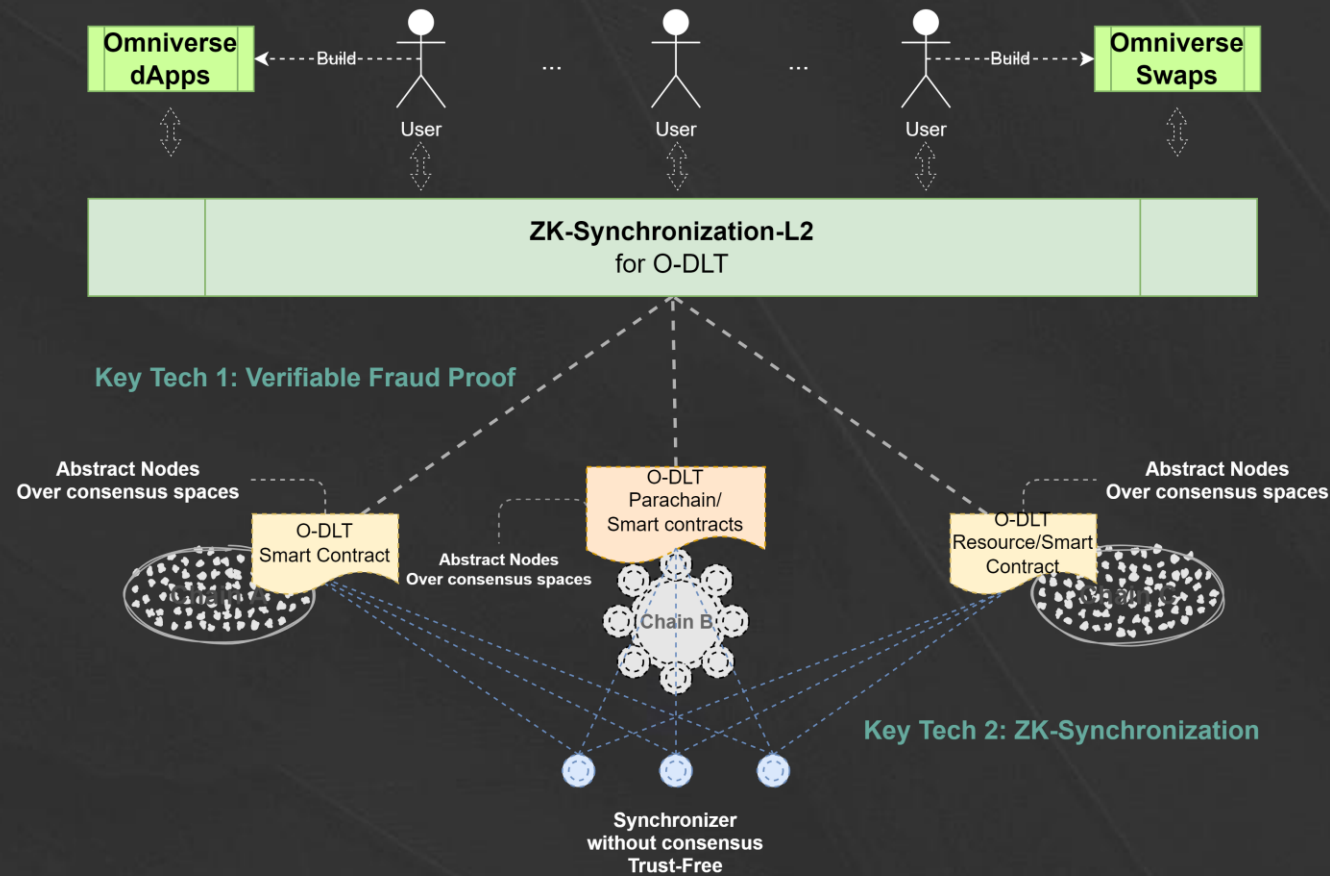 Omniverse
dApps
Build
User
...
User
...
User
Build
Omniverse
Swaps
ZK-Synchronization-L2
for O-DLT
Key Tech 1: Verifiable Fraud Proof
Abstract Nodes
Over consensus spaces
O-DLT
Smart Contract
Chain A
O-DLT
Parachain/
Smart contracts
Abstract Nodes
Over consensus spaces
Chain B
Abstract Nodes
Over consensus spaces
O-DLT
Resource/Smart
Contract
Chain C
Key Tech 2: ZK-Synchronization
Synchronizer
without consensus
Trust-Free